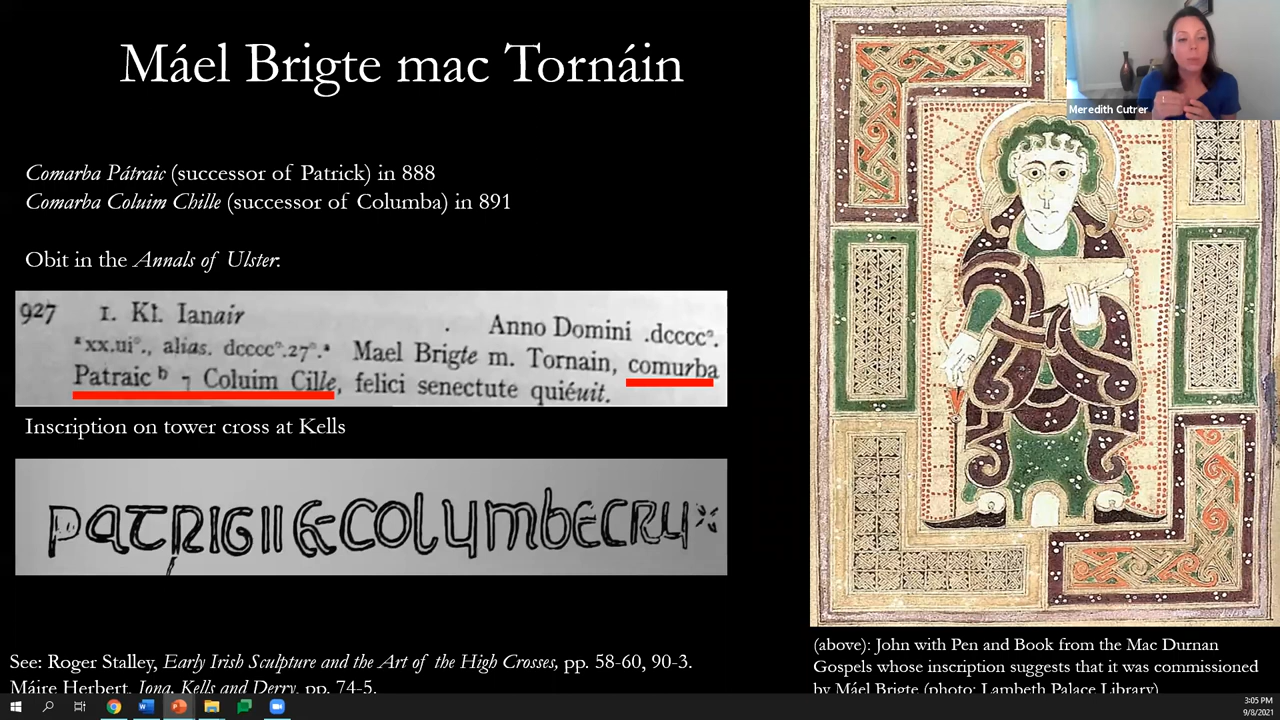 Máel Brigte mac Tornáin
Comarba Pátraic (successor of Patrick) in 888
Comarba Coluim Chille (successor of Columba) in 891
Obit in the Annals of Ulster:
927 1. Kł. Ianair
Anno Domini .dcccc°.
ᵃxx.ui°., alias. dcccc°.27°.ᵃ Mael Brigte m. Tornain, comurba
Patraic ᵇ ⁊ Coluim Cille, felici senectute quiéuit.
Inscription on tower cross at Kells
PATRICII & COLUMBE CRUX
See: Roger Stalley, Early Irish Sculpture and the Art of the High Crosses, pp. 58-60, 90-3.
Máire Herbert, Iona, Kells and Derry, pp. 74-5.
Meredith Cutrer
(above): John with Pen and Book from the Mac Durnan
Gospels whose inscription suggests that it was commissioned
by Máel Brigte (photo: Lambeth Palace Library)
3:05 PM
9/8/2021